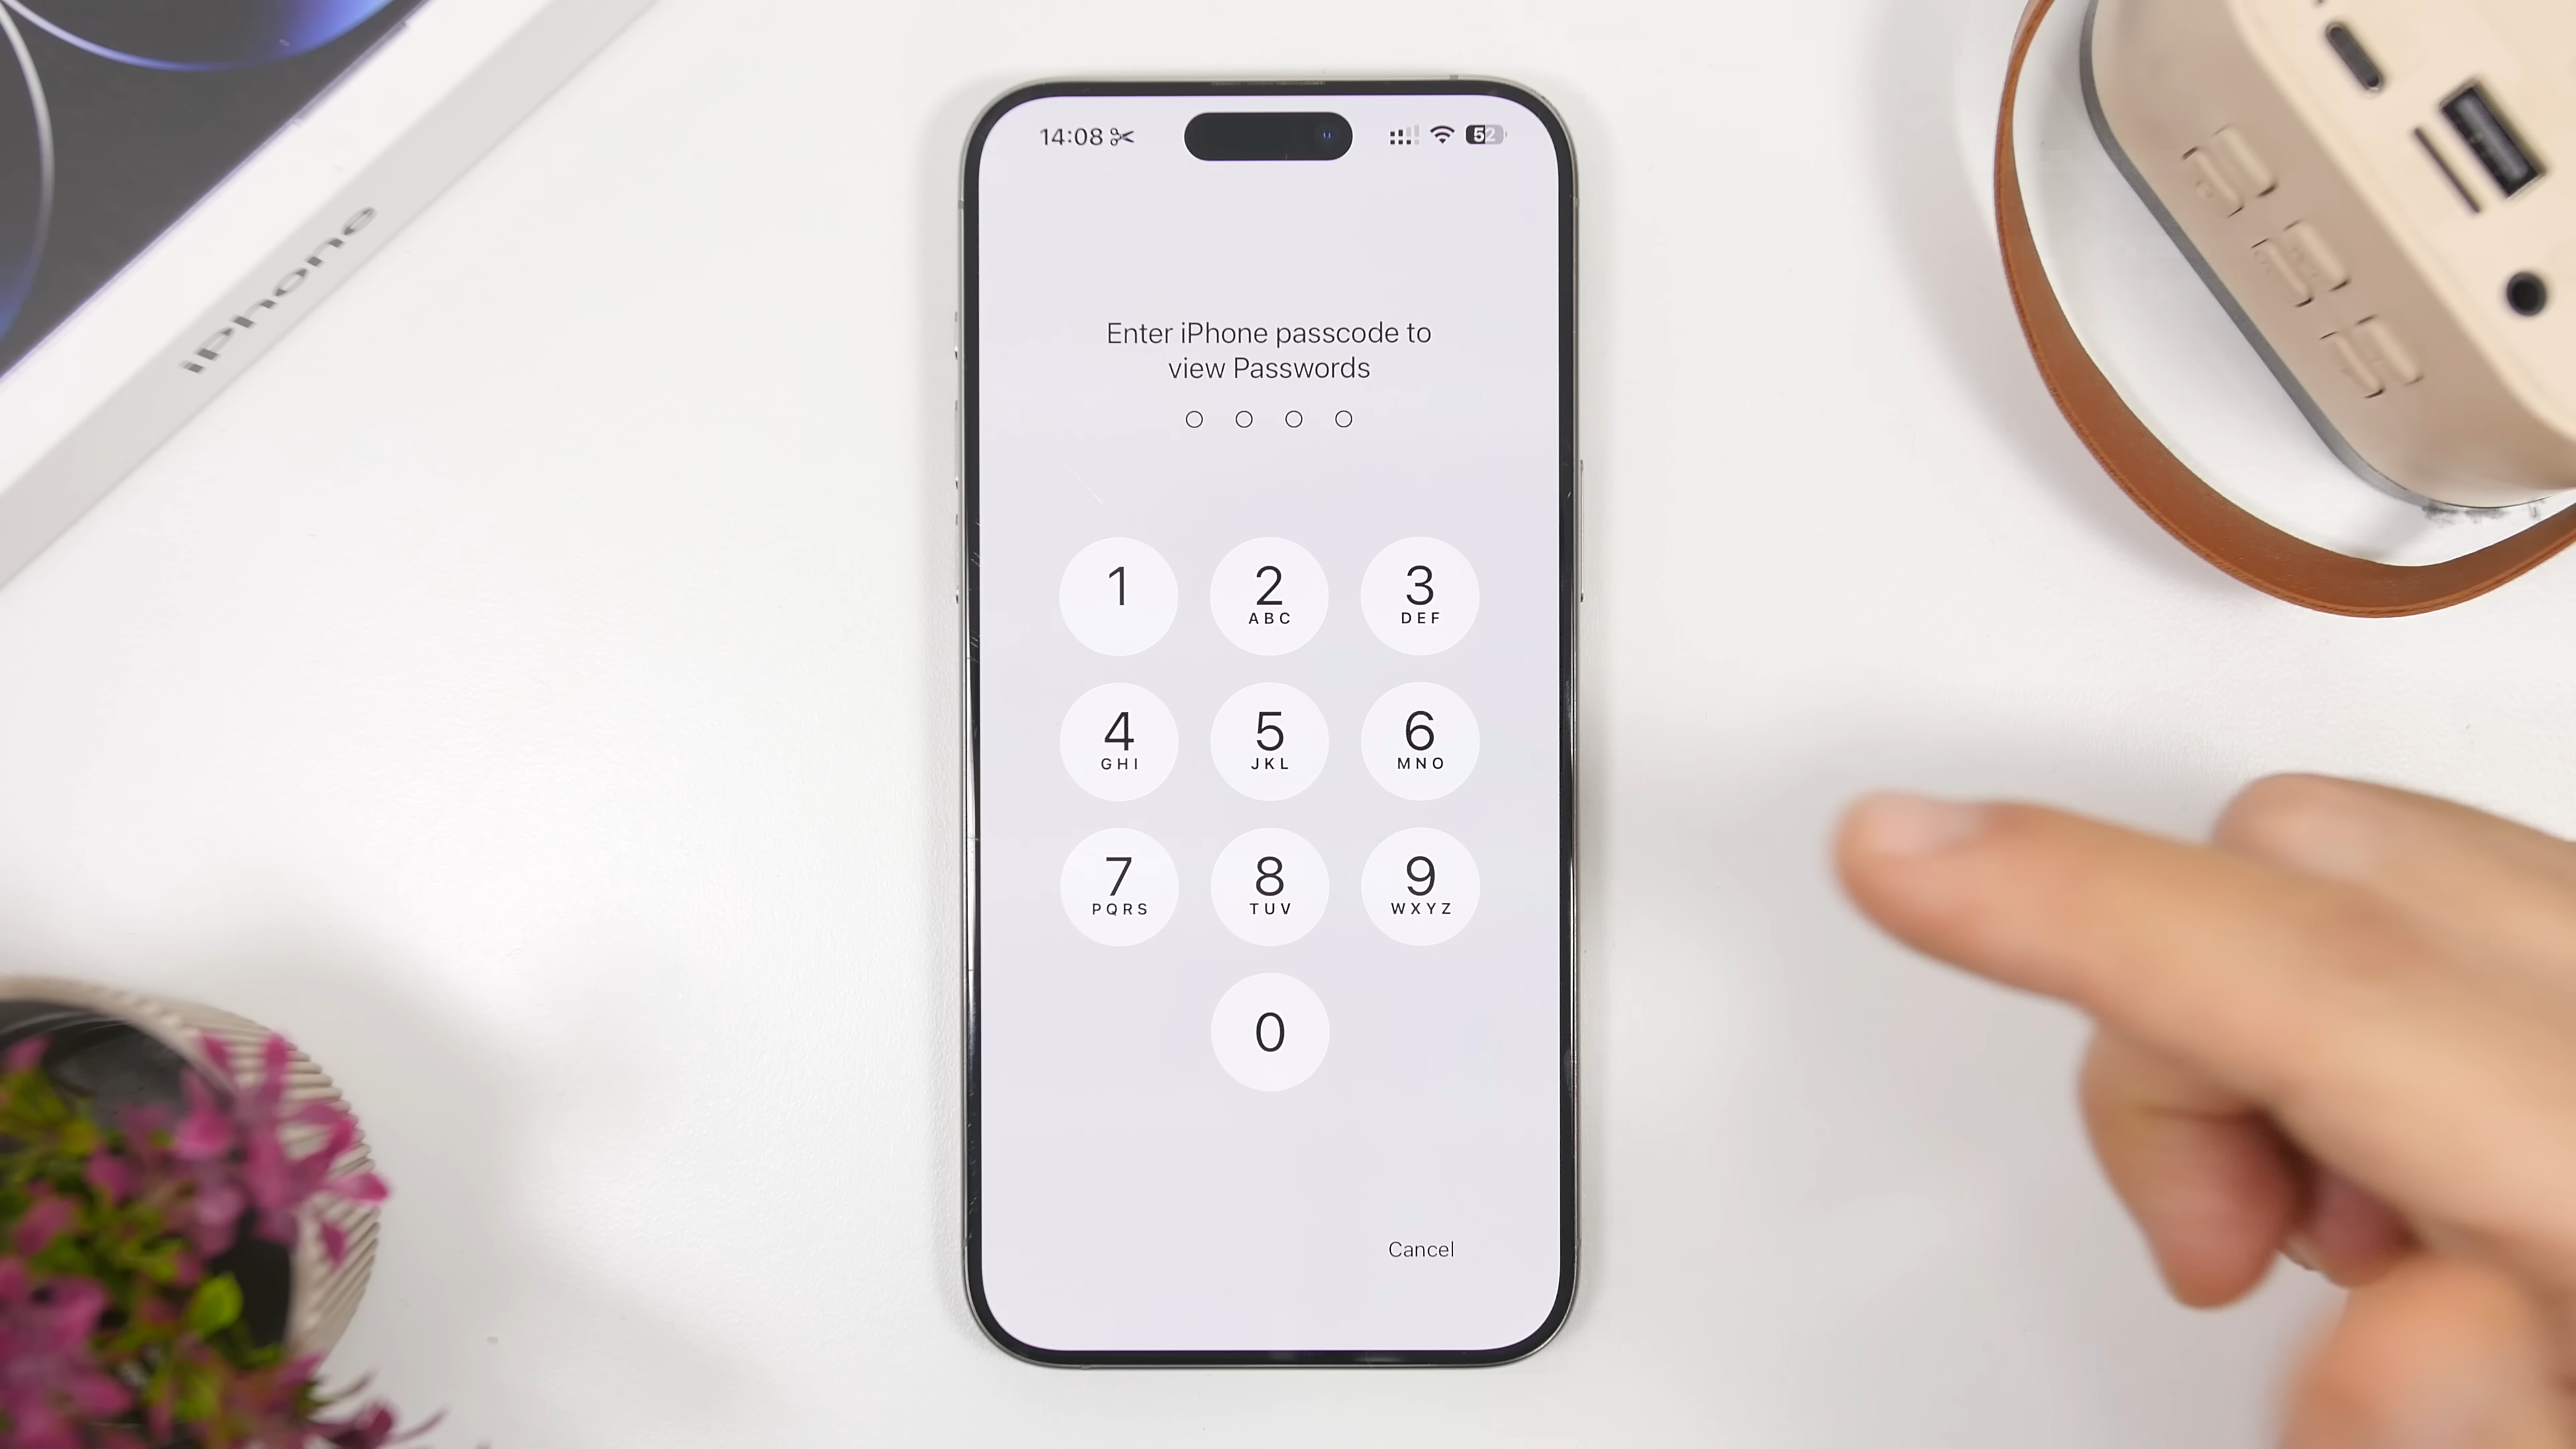 iPhone
14:08
52
Enter iPhone passcode to
view Passwords
1
2
ABC
3
DEF
4
GHI
5
JKL
6
MNO
7
PQRS
8
TUV
9
WXYZ
0
Cancel